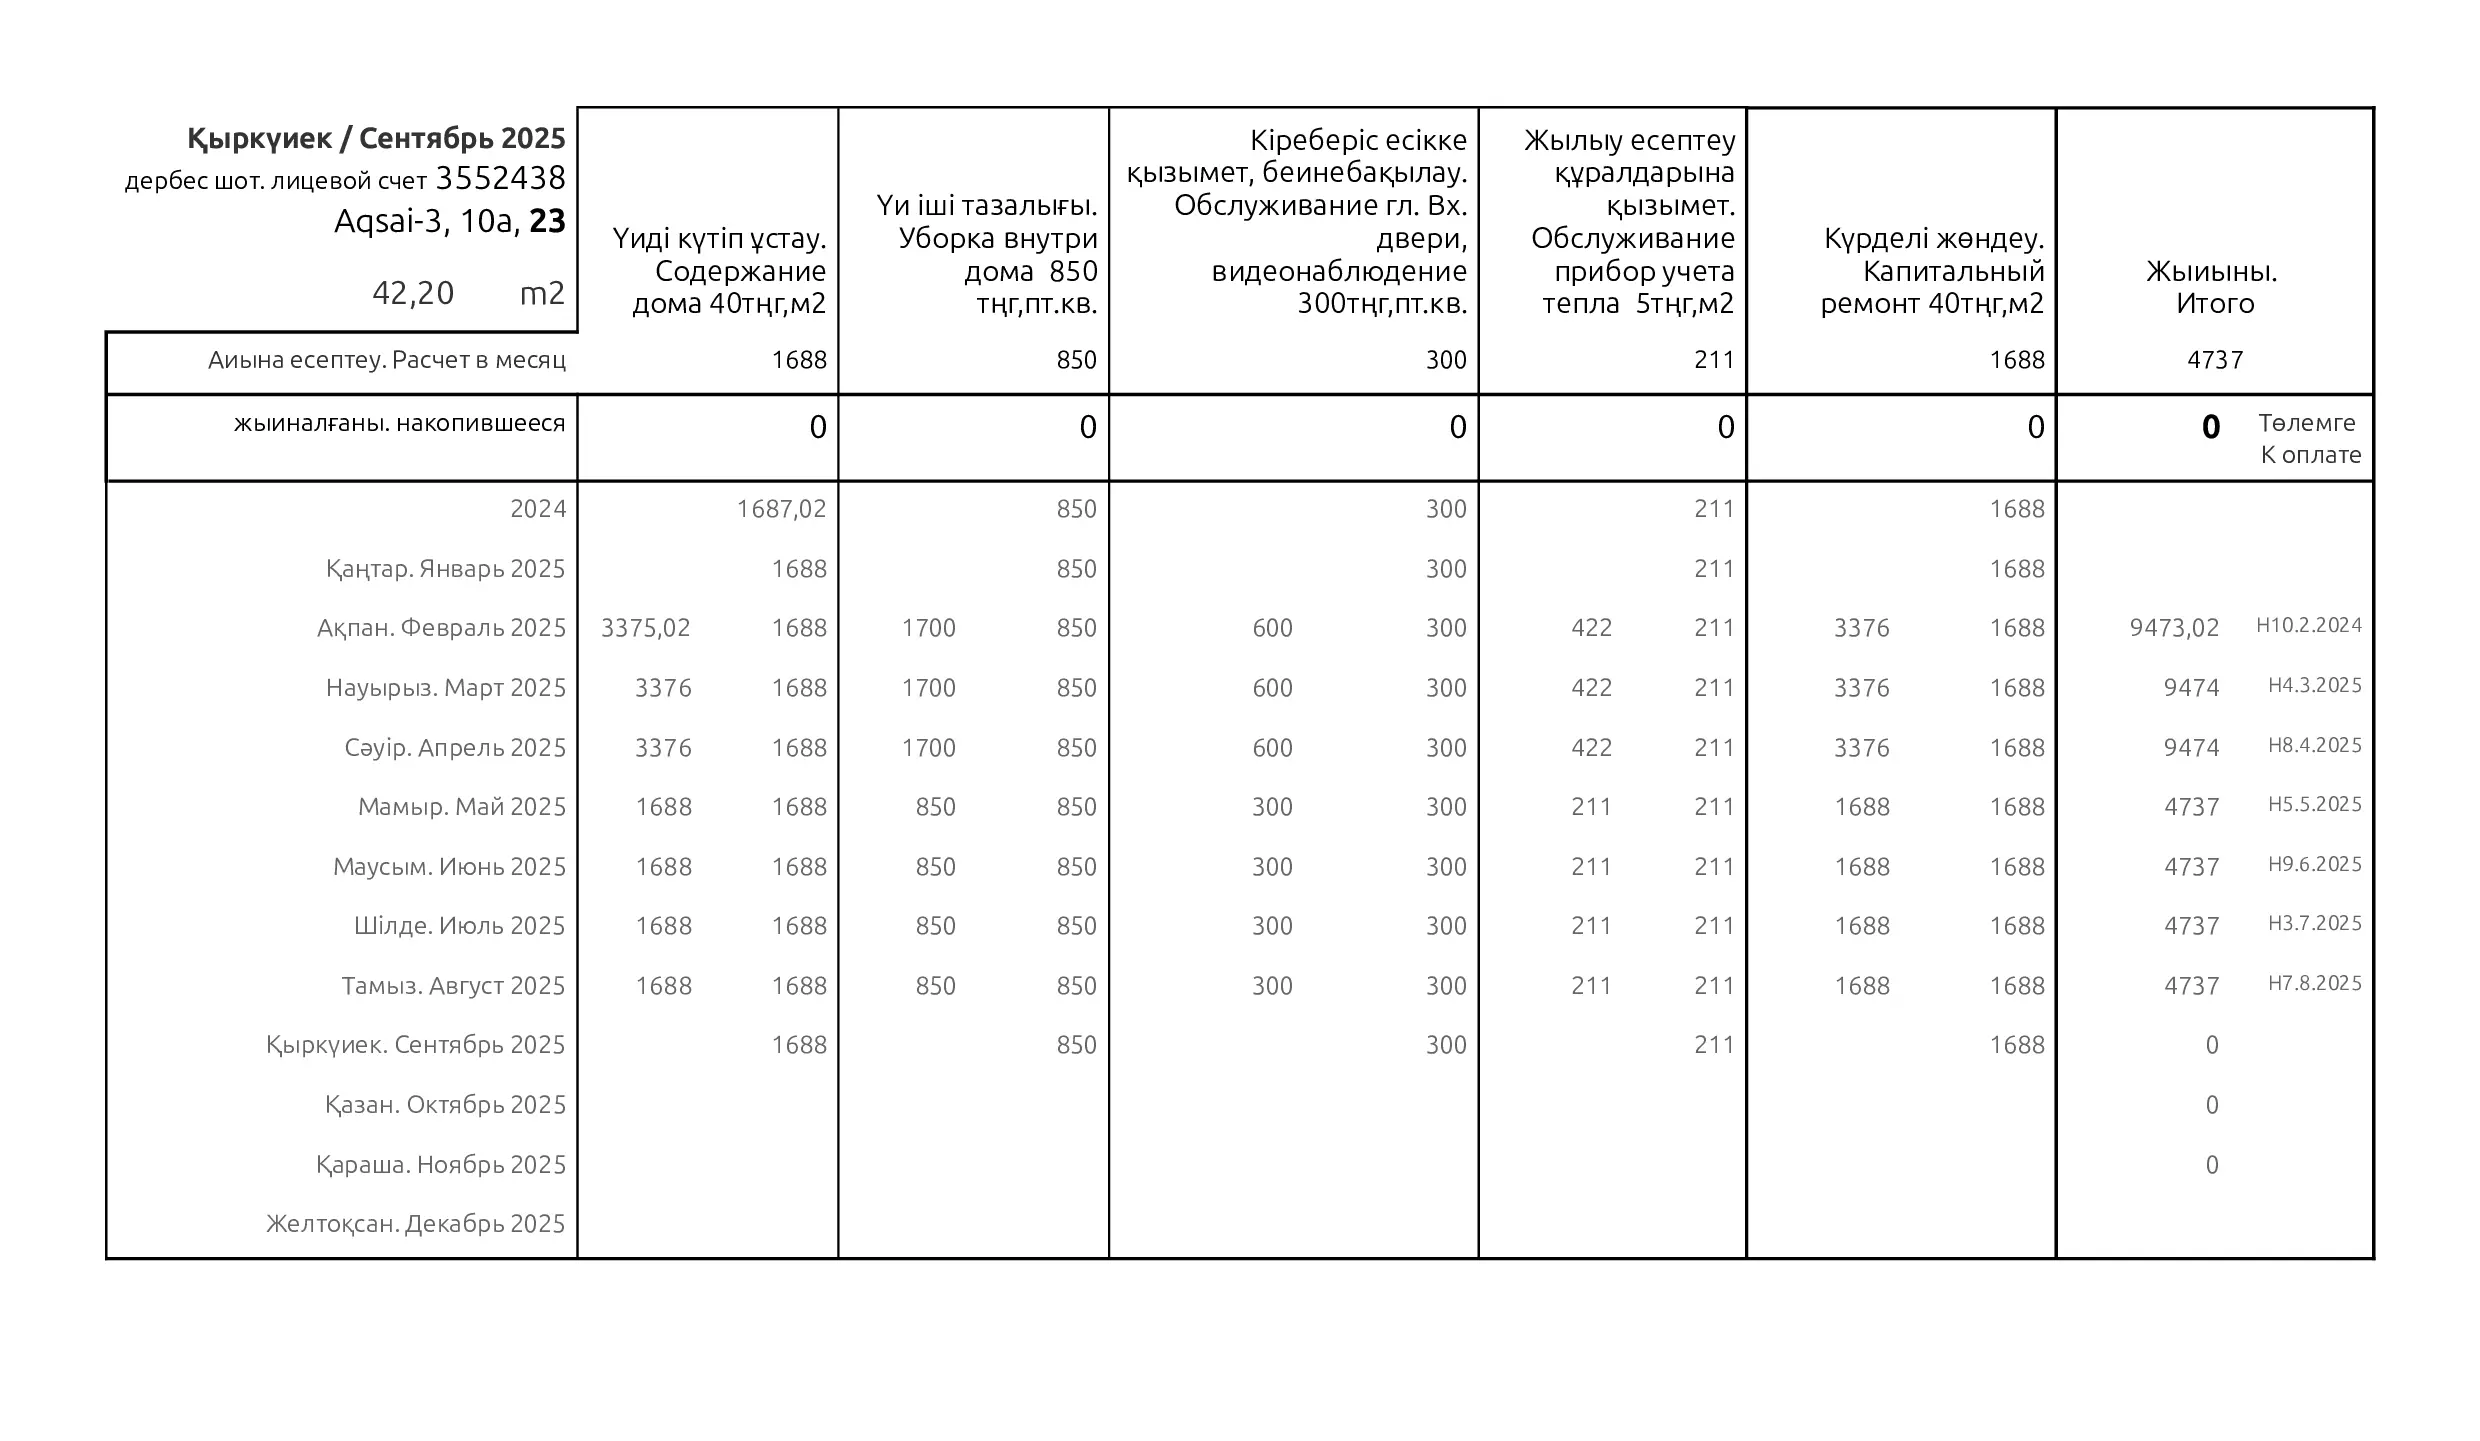 Қыркүиек / Сентябрь 2025
дербес шот. лицевой счет 3552438
Aqsai-3, 10a, 23
42,20 m2
Үиді күтіп ұстау.
Содержание
дома 40тңг,м2
Үи іші тазалығы.
Уборка внутри
дома 850
тңг,пт.кв.
Кіреберіс есікке
қызымет, беинебақылау.
Обслуживание гл. Вх.
двери,
видеонаблюдение
300тңг,пт.кв.
Жылыу есептеу
құралдарына
қызымет.
Обслуживание
прибор учета
тепла 5тңг,м2
Күрделі жөндеу.
Капитальный
ремонт 40тңг,м2
Жыиыны.
Итого
Аиына есептеу. Расчет в месяц 1688 850 300 211 1688 4737
жыиналғаны. накопившееся 0 0 0 0 0 0 Төлемге
К оплате
2024 1687,02 850 300 211 1688
Қаңтар. Январь 2025 1688 850 300 211 1688
Ақпан. Февраль 2025 3375,02 1688 1700 850 600 300 422 211 3376 1688 9473,02 Н10.2.2024
Науырыз. Март 2025 3376 1688 1700 850 600 300 422 211 3376 1688 9474 Н4.3.2025
Сәуір. Апрель 2025 3376 1688 1700 850 600 300 422 211 3376 1688 9474 Н8.4.2025
Мамыр. Май 2025 1688 1688 850 850 300 300 211 211 1688 1688 4737 Н5.5.2025
Маусым. Июнь 2025 1688 1688 850 850 300 300 211 211 1688 1688 4737 Н9.6.2025
Шілде. Июль 2025 1688 1688 850 850 300 300 211 211 1688 1688 4737 Н3.7.2025
Тамыз. Август 2025 1688 1688 850 850 300 300 211 211 1688 1688 4737 Н7.8.2025
Қыркүиек. Сентябрь 2025 1688 850 300 211 1688 0
Қазан. Октябрь 2025 0
Қараша. Ноябрь 2025 0
Желтоқсан. Декабрь 2025